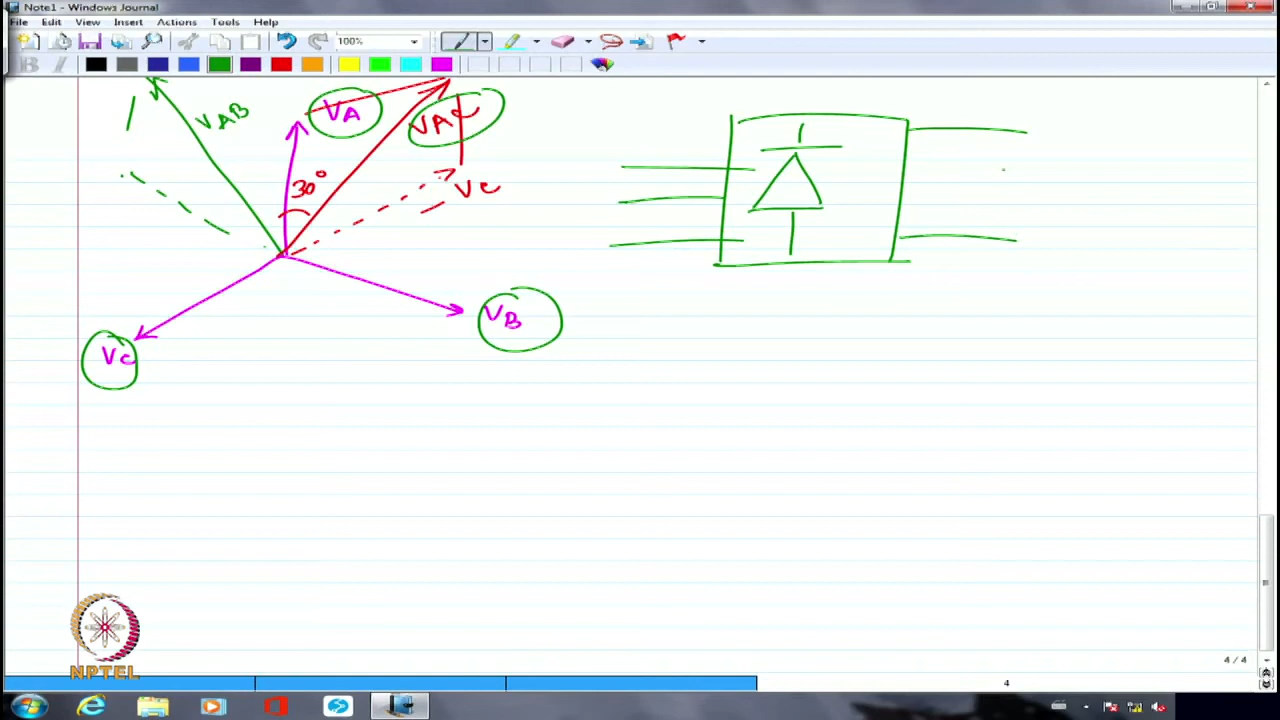 Note1 - Windows Journal
File Edit View Insert Actions Tools Help
100%
B I
VAB
VA
VAC
30°
VC
VB
VC
4 / 4
NPTEL
4